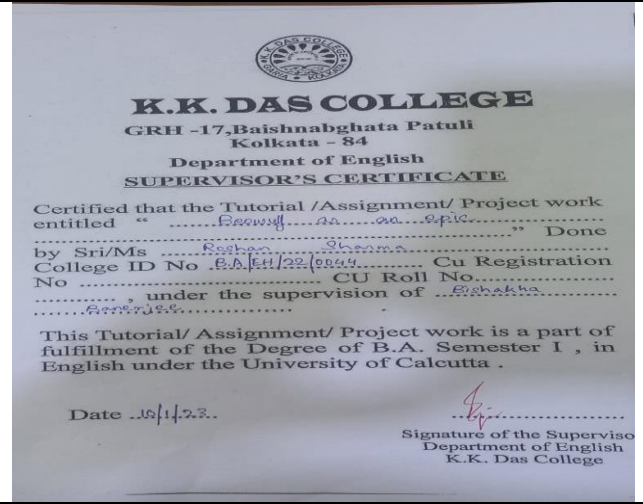 K.K. DAS COLLEGE
GARIA ★ KOLKATA
K.K. DAS COLLEGE
GRH -17,Baishnabghata Patuli
Kolkata - 84
Department of English
SUPERVISOR'S CERTIFICATE
Certified that the Tutorial /Assignment/ Project work
entitled “ ........Beowulf as an epic..................
..........................................................” Done
by Sri/Ms ........Roshan Sharma........................
College ID No .B.A/EH/22/0044......... Cu Registration
No ........................... CU Roll No...............
............, under the supervision of ..Bishakha.......
.......Banerjee................ .
This Tutorial/ Assignment/ Project work is a part of
fulfillment of the Degree of B.A. Semester I , in
English under the University of Calcutta .
Date ..10/1/23..
Signature of the Superviso
Department of English
K.K. Das College